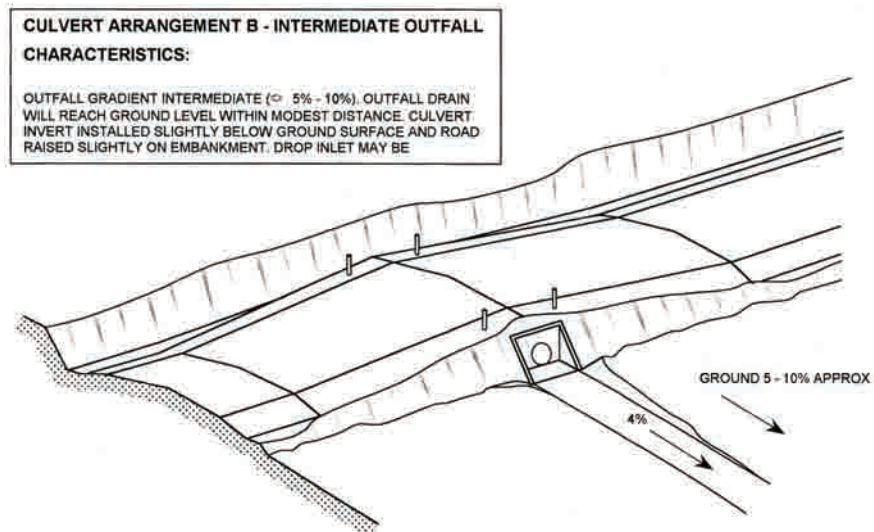 CULVERT ARRANGEMENT B - INTERMEDIATE OUTFALL
CHARACTERISTICS:
OUTFALL GRADIENT INTERMEDIATE (<> 5% - 10%). OUTFALL DRAIN
WILL REACH GROUND LEVEL WITHIN MODEST DISTANCE. CULVERT
INVERT INSTALLED SLIGHTLY BELOW GROUND SURFACE AND ROAD
RAISED SLIGHTLY ON EMBANKMENT. DROP INLET MAY BE
GROUND 5 - 10% APPROX
4%